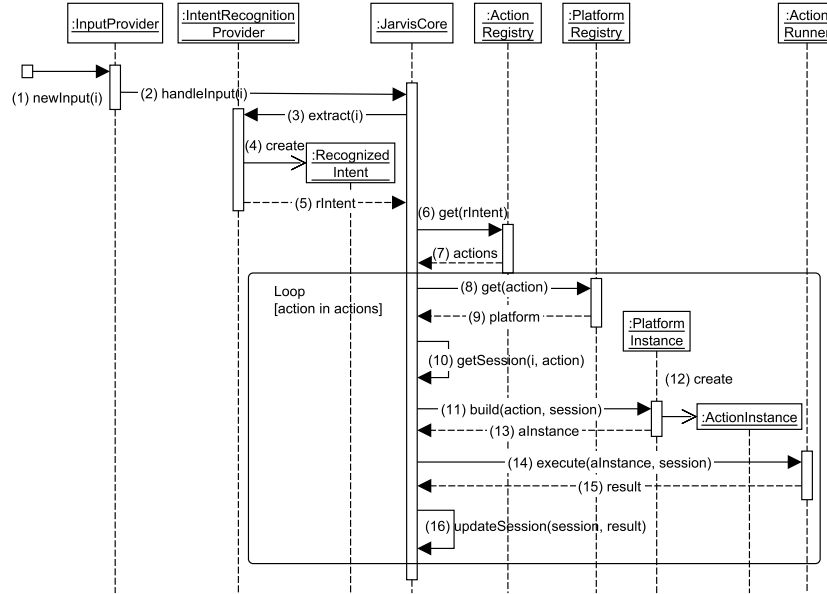 :InputProvider
:IntentRecognition
Provider
:JarvisCore
:Action
Registry
:Platform
Registry
:Action
Runner
(1) newInput(i)
(2) handleInput(i)
(3) extract(i)
(4) create
:Recognized
Intent
(5) rIntent
(6) get(rIntent)
(7) actions
Loop
[action in actions]
(8) get(action)
(9) platform
:Platform
Instance
(10) getSession(i, action)
(12) create
(11) build(action, session)
:ActionInstance
(13) aInstance
(14) execute(aInstance, session)
(15) result
(16) updateSession(session, result)